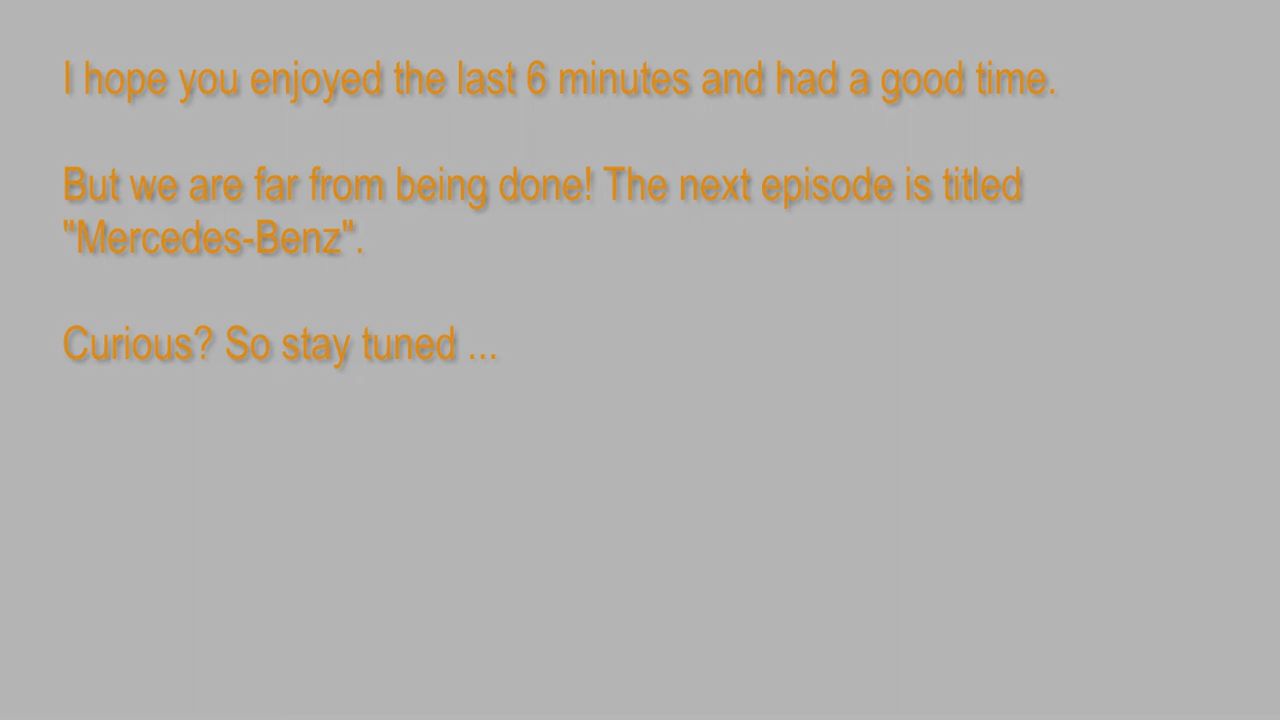 I hope you enjoyed the last 6 minutes and had a good time.
But we are far from being done! The next episode is titled
"Mercedes-Benz".
Curious? So stay tuned ...